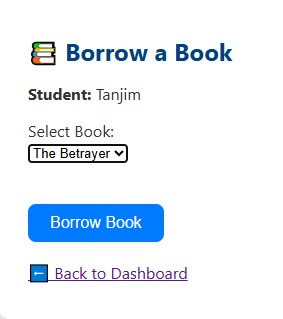 Borrow a Book
Student: Tanjim
Select Book:
The Betrayer
Borrow Book
Back to Dashboard